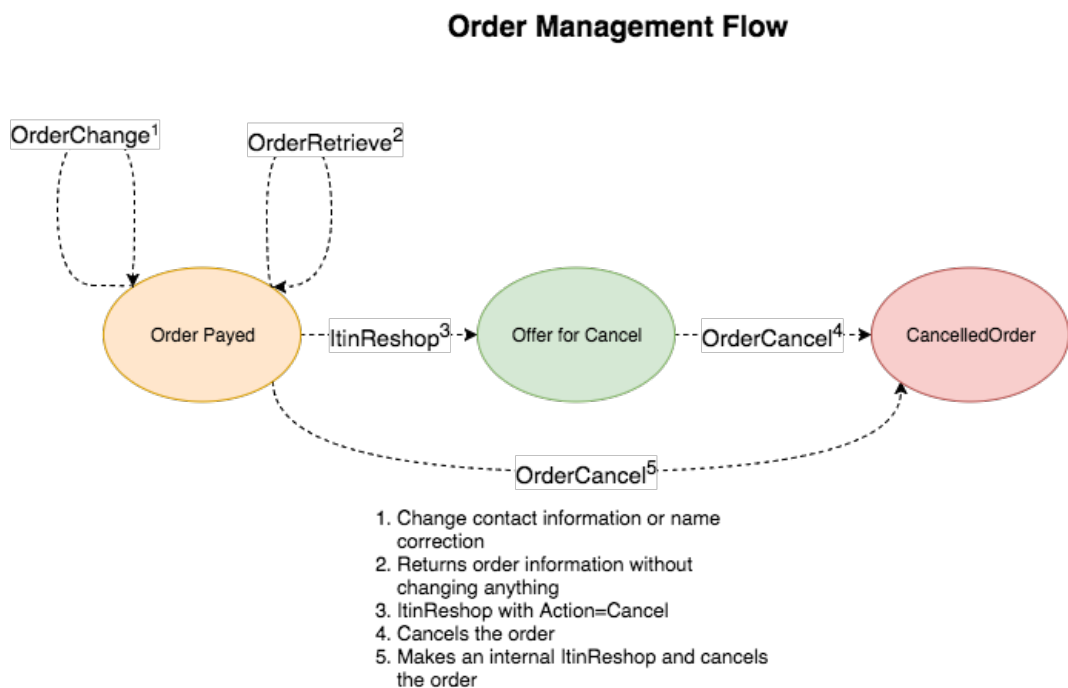 Order Management Flow
OrderChange¹
OrderRetrieve²
Order Payed
ItinReshop³
Offer for Cancel
OrderCancel⁴
CancelledOrder
OrderCancel⁵
1. Change contact information or name
correction
2. Returns order information without
changing anything
3. ItinReshop with Action=Cancel
4. Cancels the order
5. Makes an internal ItinReshop and cancels
the order